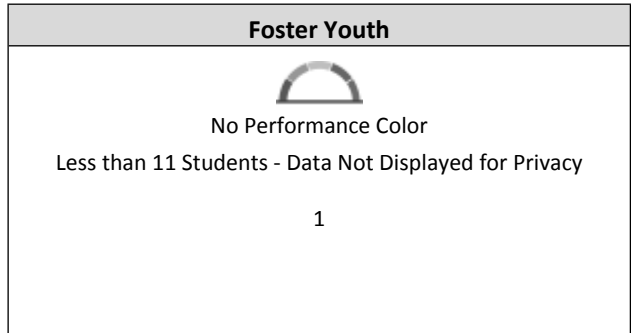 Foster Youth
No Performance Color
Less than 11 Students - Data Not Displayed for Privacy
1